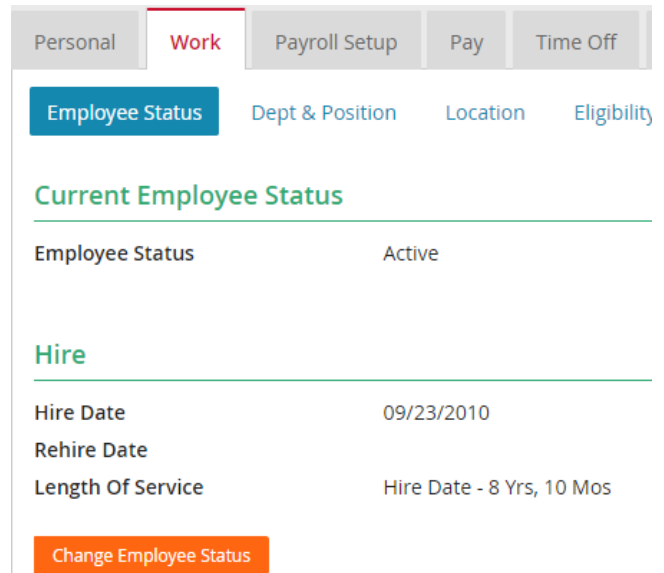 Personal Work Payroll Setup Pay Time Off
Employee Status Dept & Position Location Eligibility
Current Employee Status
Employee Status Active
Hire
Hire Date 09/23/2010
Rehire Date
Length Of Service Hire Date - 8 Yrs, 10 Mos
Change Employee Status